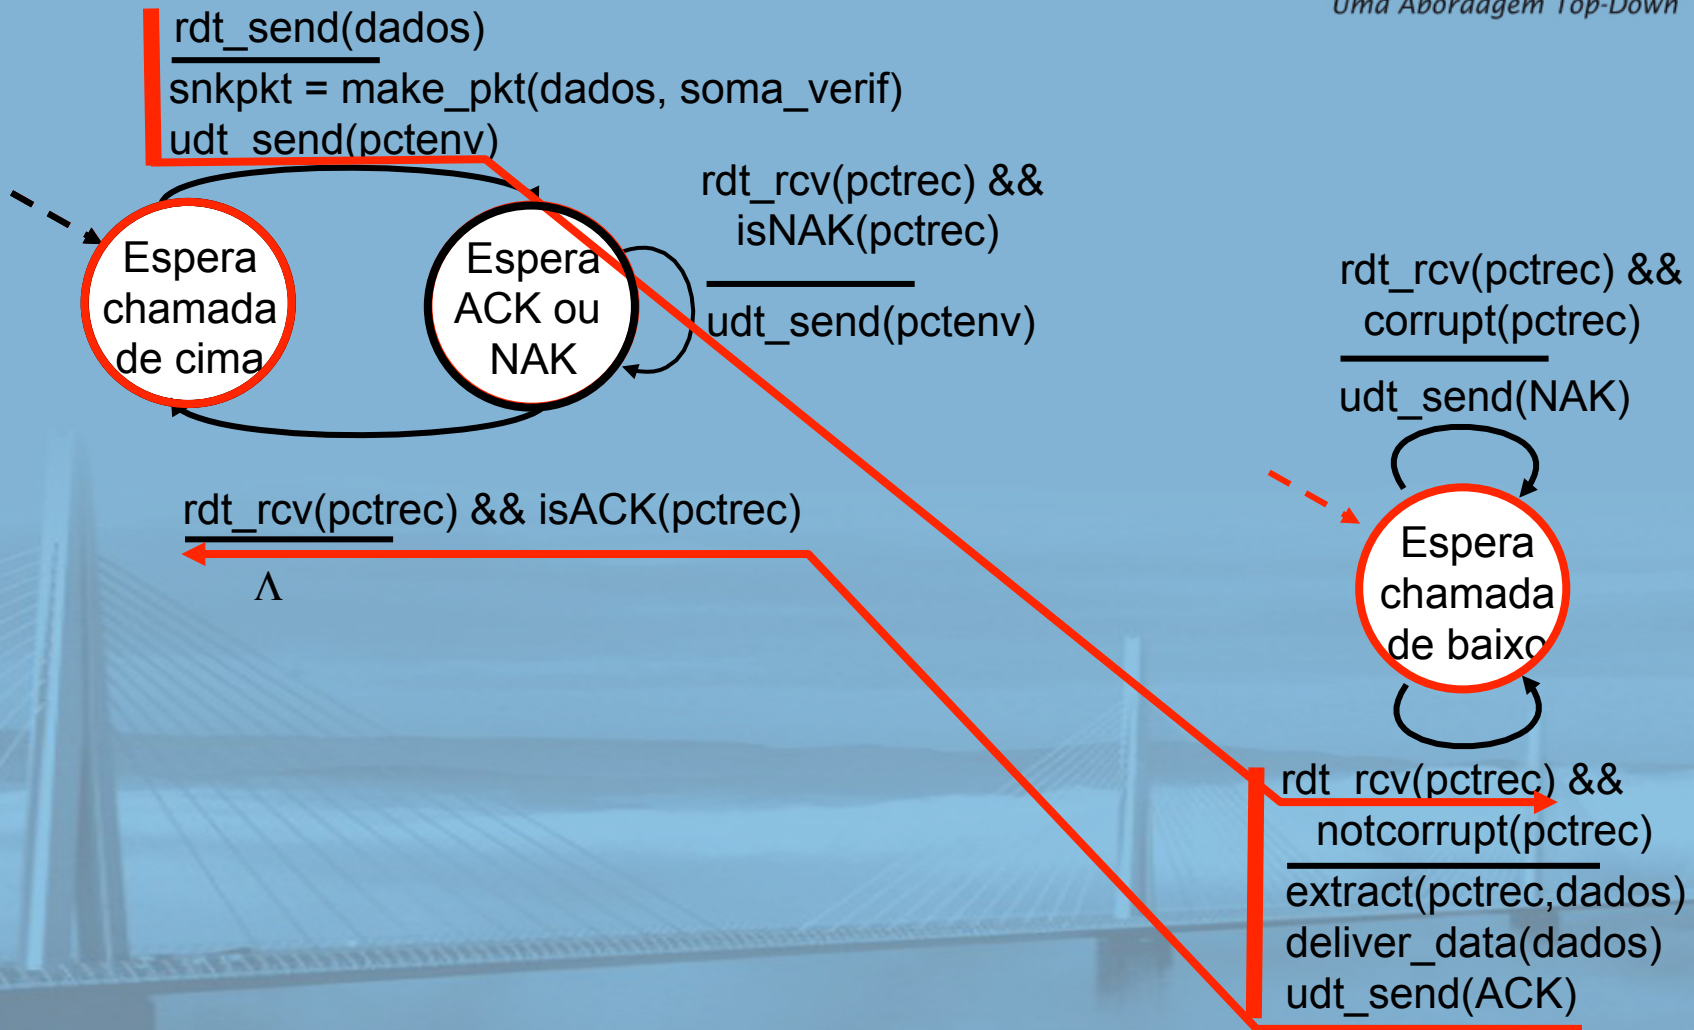 Uma Abordagem Top-Down
rdt_send(dados)
snkpkt = make_pkt(dados, soma_verif)
udt_send(pctenv)
rdt_rcv(pctrec) &&
isNAK(pctrec)
udt_send(pctenv)
Espera
chamada
de cima
Espera
ACK ou
NAK
rdt_rcv(pctrec) && isACK(pctrec)
Λ
rdt_rcv(pctrec) &&
corrupt(pctrec)
udt_send(NAK)
Espera
chamada
de baixo
rdt_rcv(pctrec) &&
notcorrupt(pctrec)
extract(pctrec,dados)
deliver_data(dados)
udt_send(ACK)